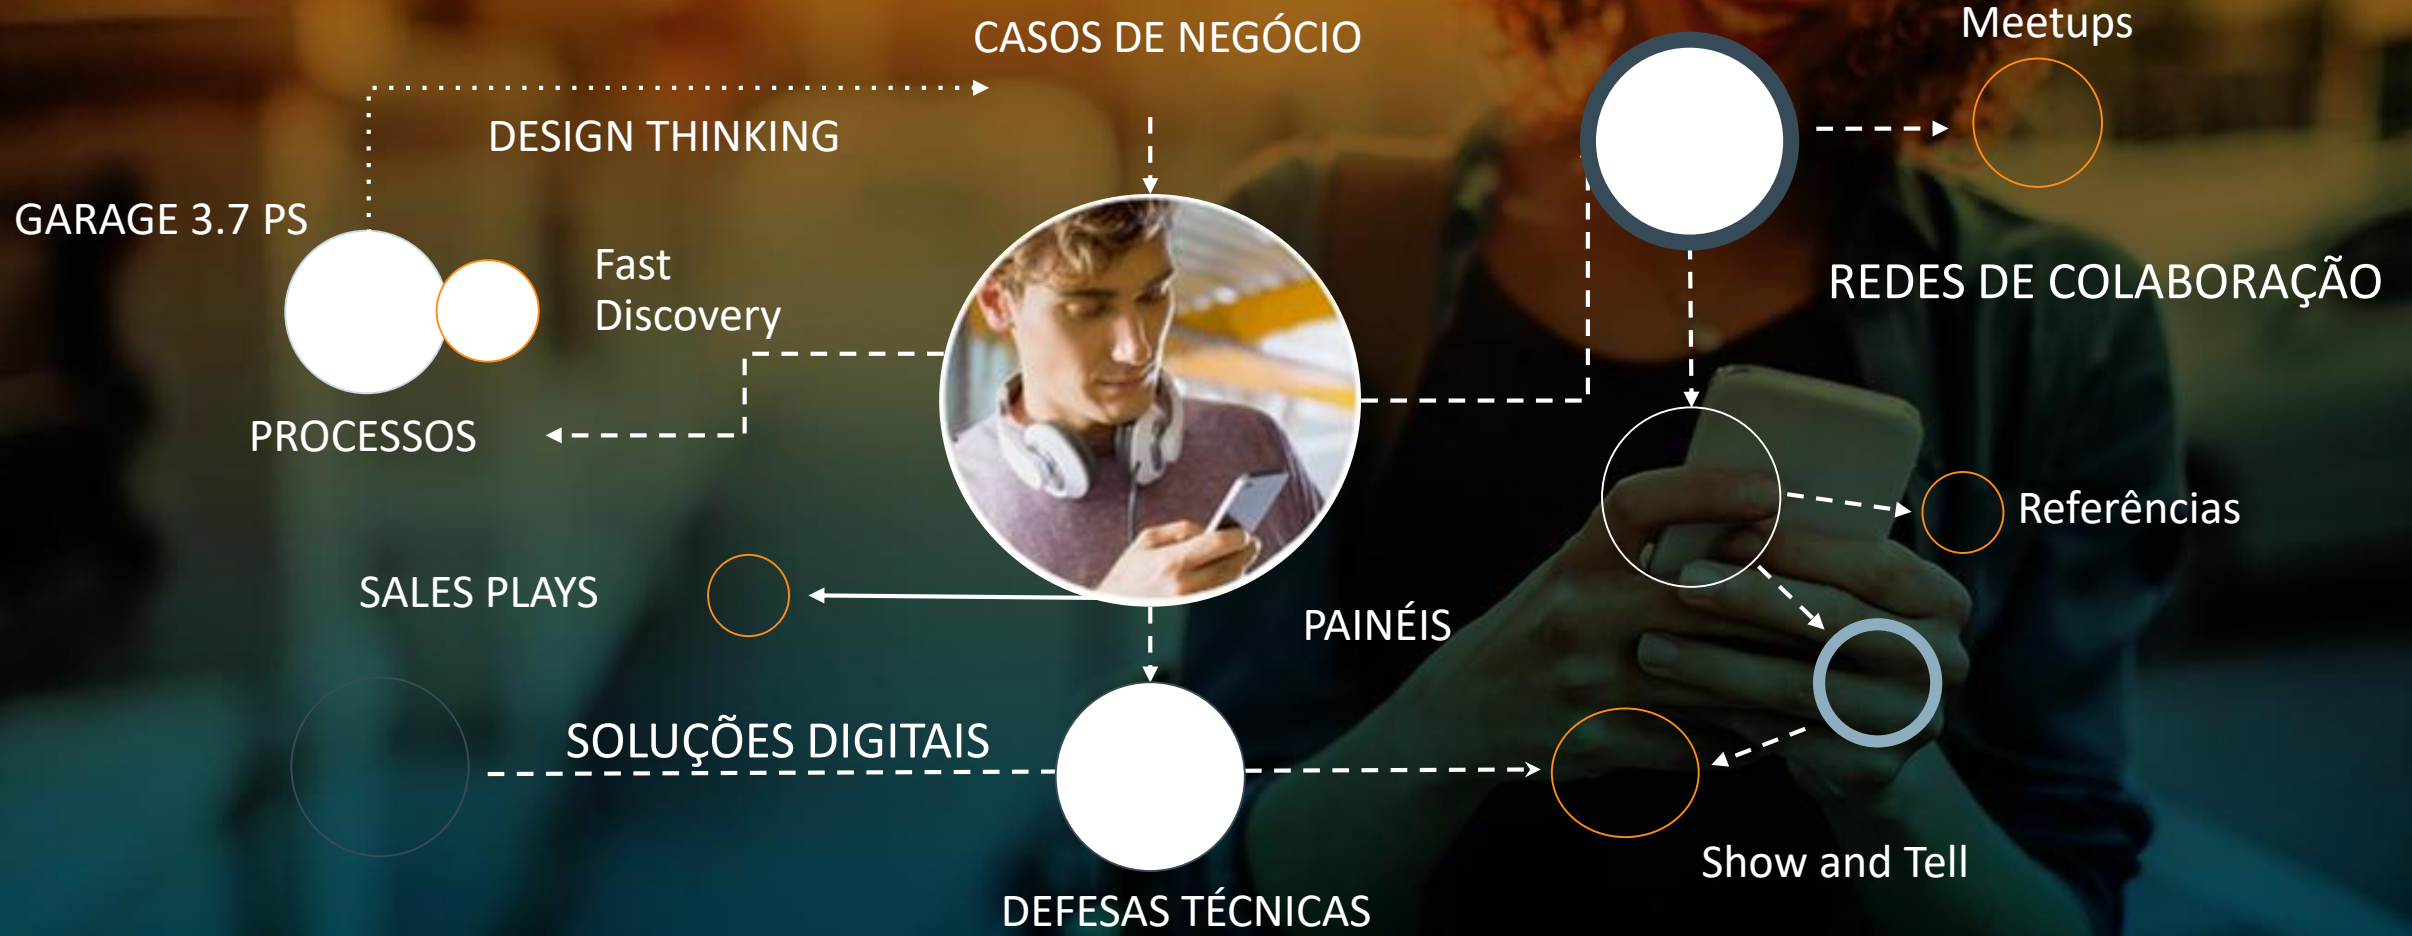 Meetups
CASOS DE NEGÓCIO
DESIGN THINKING
GARAGE 3.7 PS
Fast
Discovery
REDES DE COLABORAÇÃO
PROCESSOS
Referências
SALES PLAYS
PAINÉIS
SOLUÇÕES DIGITAIS
Show and Tell
DEFESAS TÉCNICAS